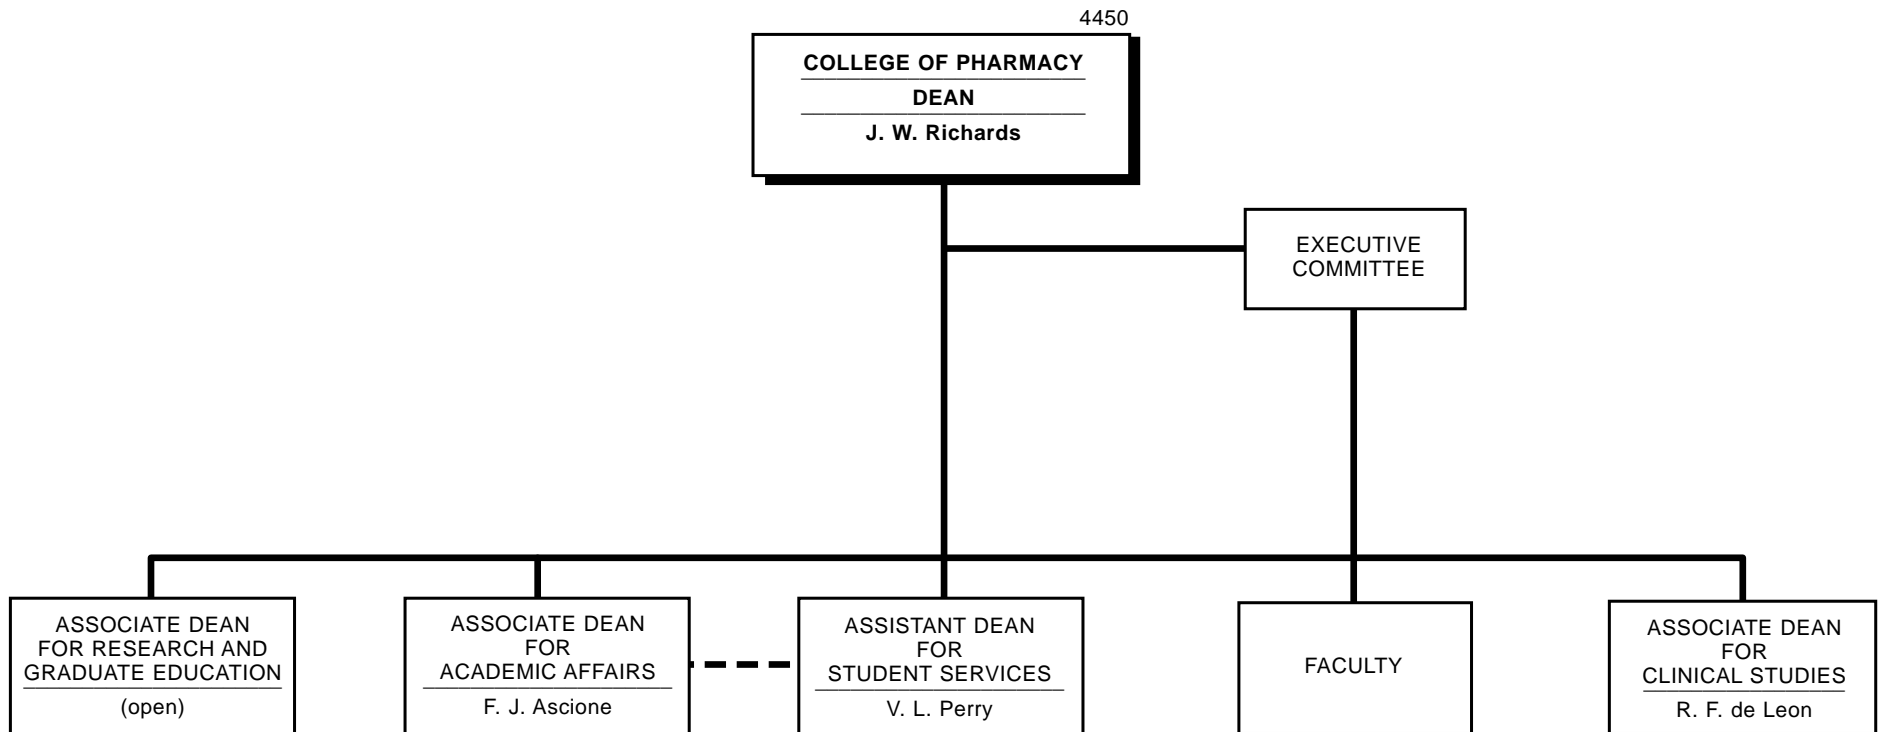 4450
COLLEGE OF PHARMACY
DEAN
J. W. Richards
EXECUTIVE
COMMITTEE
ASSOCIATE DEAN
FOR RESEARCH AND
GRADUATE EDUCATION
(open)
ASSOCIATE DEAN
FOR
ACADEMIC AFFAIRS
F. J. Ascione
ASSISTANT DEAN
FOR
STUDENT SERVICES
V. L. Perry
FACULTY
ASSOCIATE DEAN
FOR
CLINICAL STUDIES
R. F. de Leon